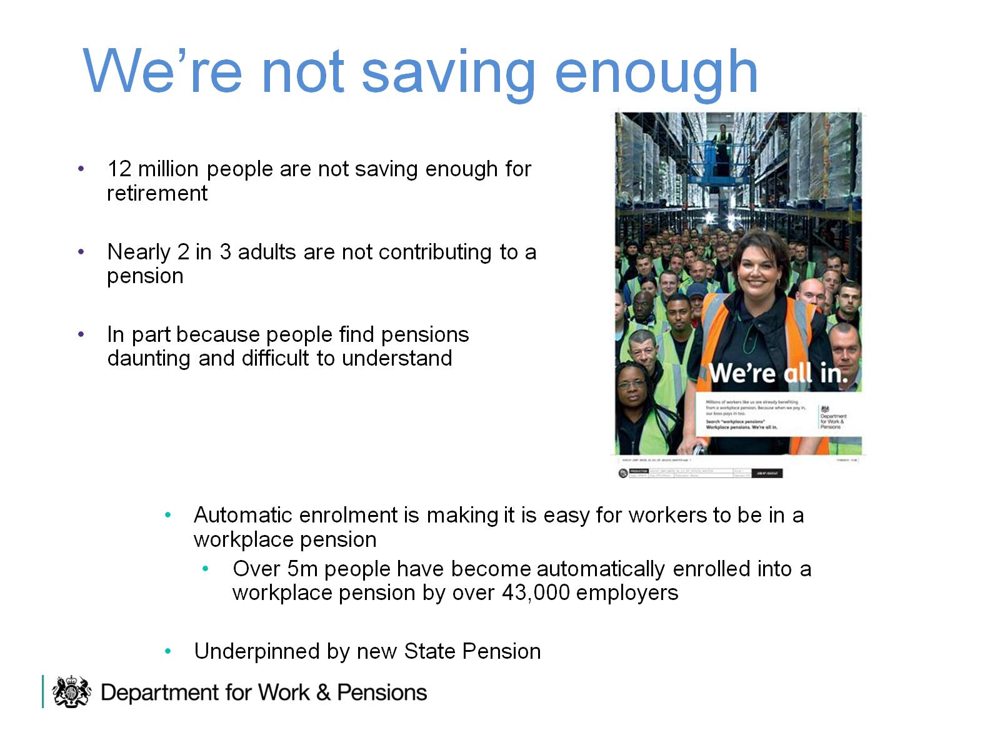 We’re not saving enough
• 12 million people are not saving enough for
retirement
• Nearly 2 in 3 adults are not contributing to a
pension
• In part because people find pensions
daunting and difficult to understand
We’re all in.
Millions of workers like us are already benefiting
from a workplace pension. Because when we pay in,
our boss pays in too.
Search “workplace pensions”
Workplace pensions. We’re all in.
Department
for Work &
Pensions
PRODUCTION
• Automatic enrolment is making it is easy for workers to be in a
workplace pension
• Over 5m people have become automatically enrolled into a
workplace pension by over 43,000 employers
• Underpinned by new State Pension
Department for Work & Pensions